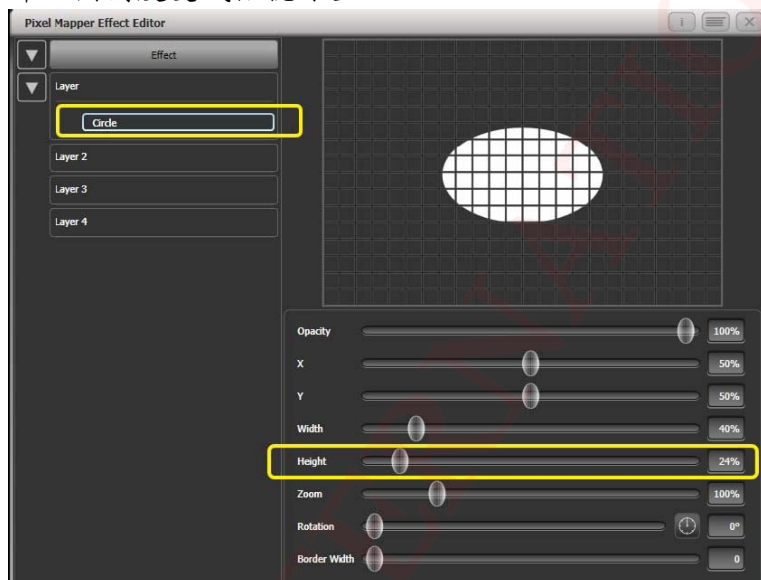 Pixel Mapper Effect Editor
Effect
Layer
Circle
Layer 2
Layer 3
Layer 4
Opacity 100%
X 50%
Y 50%
Width 40%
Height 24%
Zoom 100%
Rotation 0°
Border Width 0